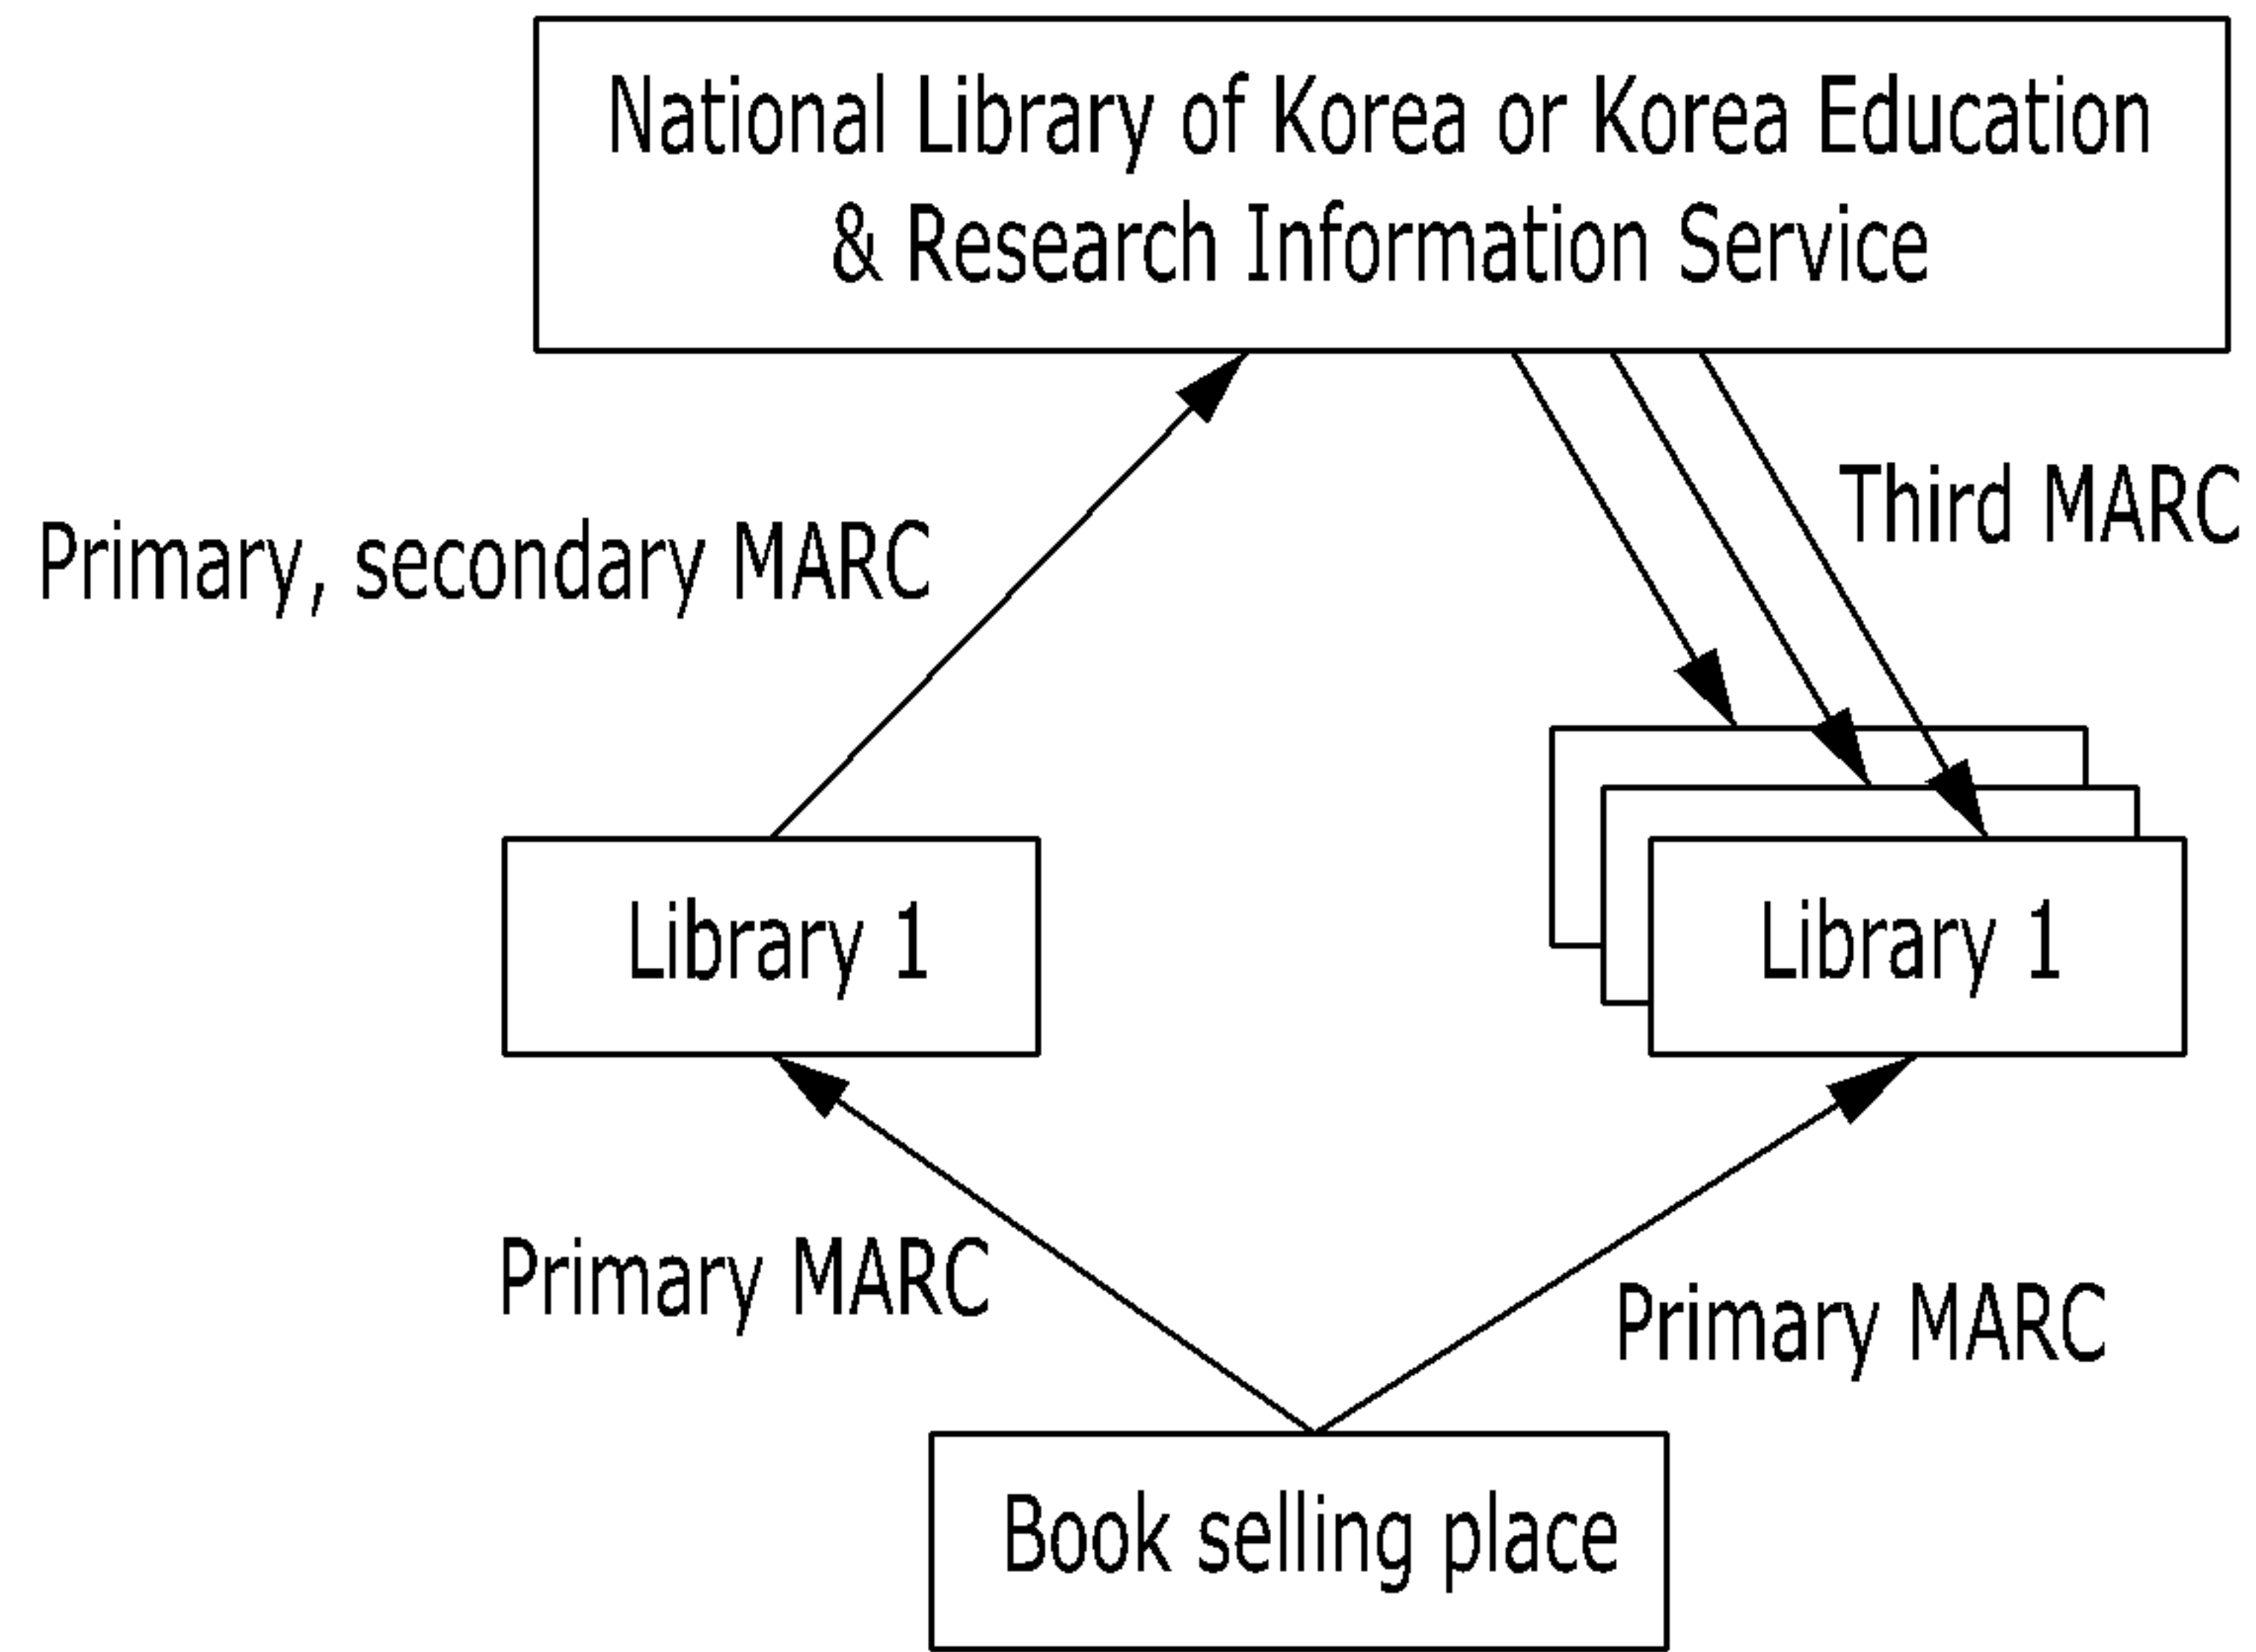 National Library of Korea or Korea Education
& Research Information Service
Third MARC
Primary, secondary MARC
Library 1
Library 1
Primary MARC
Primary MARC
Book selling place